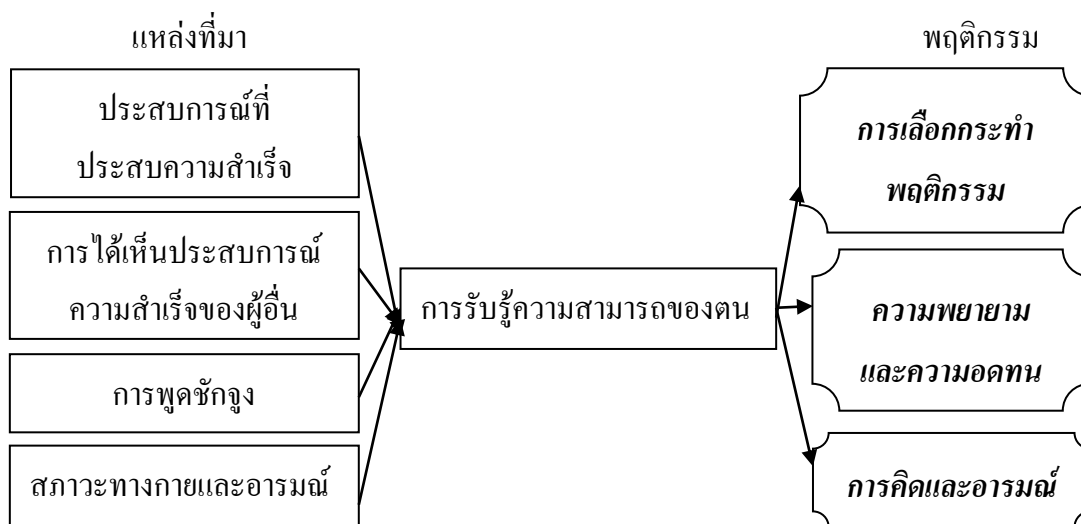 แหล่งที่มา
ประสบการณ์ที่
ประสบความสำเร็จ
การได้เห็นประสบการณ์
ความสำเร็จของผู้อื่น
การพูดชักจูง
สภาวะทางกายและอารมณ์
การรับรู้ความสามารถของตน
พฤติกรรม
การเลือกกระทำ
พฤติกรรม
ความพยายาม
และความอดทน
การคิดและอารมณ์